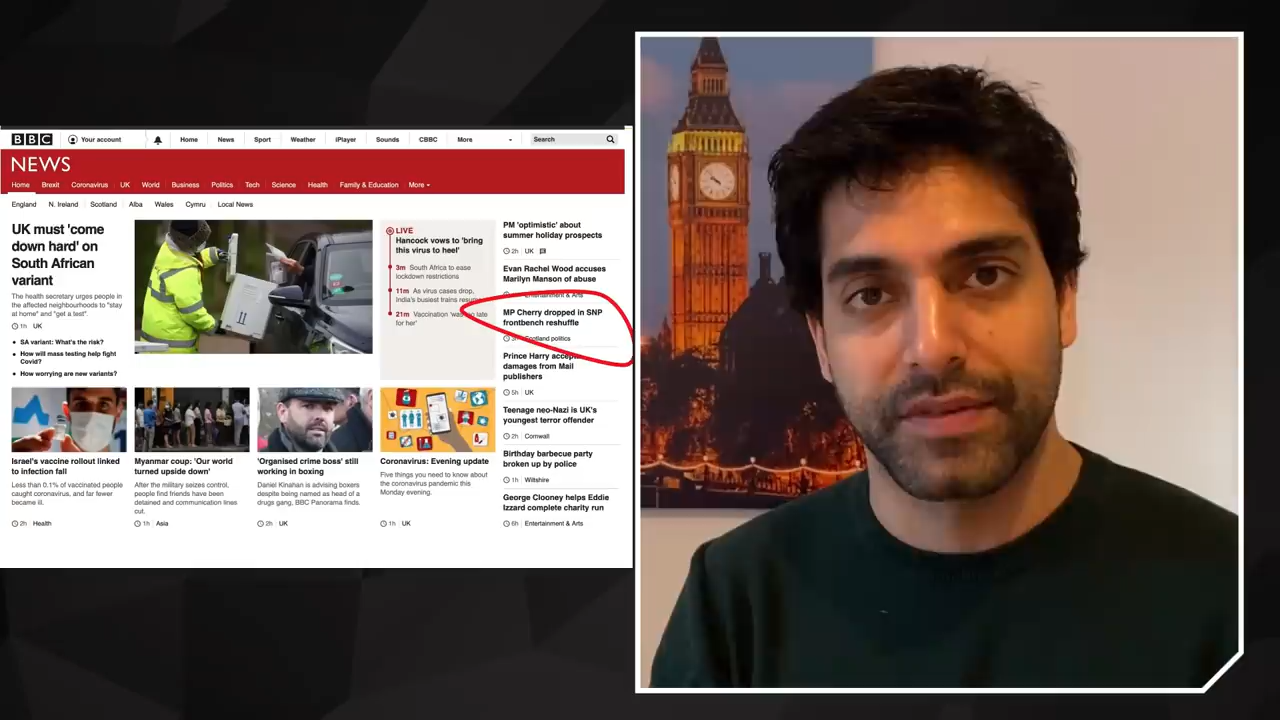 BBC
Your account
Home
News
Sport
Weather
iPlayer
Sounds
CBBC
More
Search
NEWS
Home
Brexit
Coronavirus
UK
World
Business
Politics
Tech
Science
Health
Family & Education
More
England
N. Ireland
Scotland
Alba
Wales
Cymru
Local News
UK must 'come
down hard' on
South African
variant
The health secretary urges people in
the affected neighbourhoods to "stay
at home" and "get a test".
1h UK
SA variant: What's the risk?
How will mass testing help fight
Covid?
How worrying are new variants?
LIVE
Hancock vows to 'bring
this virus to heel'
3m South Africa to ease
lockdown restrictions
11m As virus cases drop,
India's busiest trains
21m Vaccination late
for her'
PM 'optimistic' about
summer holiday prospects
2h UK
Evan Rachel Wood accuses
Marilyn Manson of abuse
Entertainment & Arts
MP Cherry dropped in SNP
frontbench reshuffle
Scotland politics
Prince Harry accepts
damages from Mail
publishers
5h UK
Teenage neo-Nazi is UK's
youngest terror offender
2h Cornwall
Birthday barbecue party
broken up by police
1h Wiltshire
George Clooney helps Eddie
Izzard complete charity run
6h Entertainment & Arts
Israel's vaccine rollout linked
to infection fall
Less than 0.1% of vaccinated people
caught coronavirus, and far fewer
became ill.
2h Health
Myanmar coup: 'Our world
turned upside down'
After the military seizes control,
people find friends have been
detained and communication lines
cut.
1h Asia
'Organised crime boss' still
working in boxing
Daniel Kinahan is advising boxers
despite being named as head of a
drugs gang, BBC Panorama finds.
2h UK
Coronavirus: Evening update
Five things you need to know about
the coronavirus pandemic this
Monday evening.
1h UK